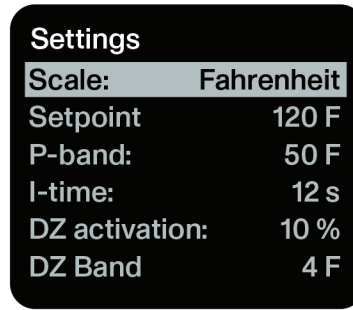 Settings
Scale: Fahrenheit
Setpoint 120 F
P-band: 50 F
I-time: 12 s
DZ activation: 10 %
DZ Band 4 F